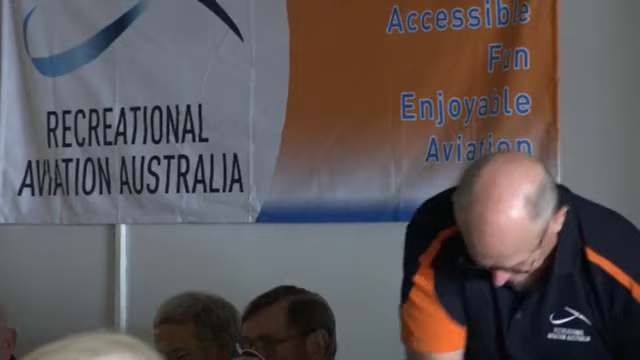 RECREATIONAL
AVIATION AUSTRALIA
Accessible
Fun
Enjoyable
Aviation